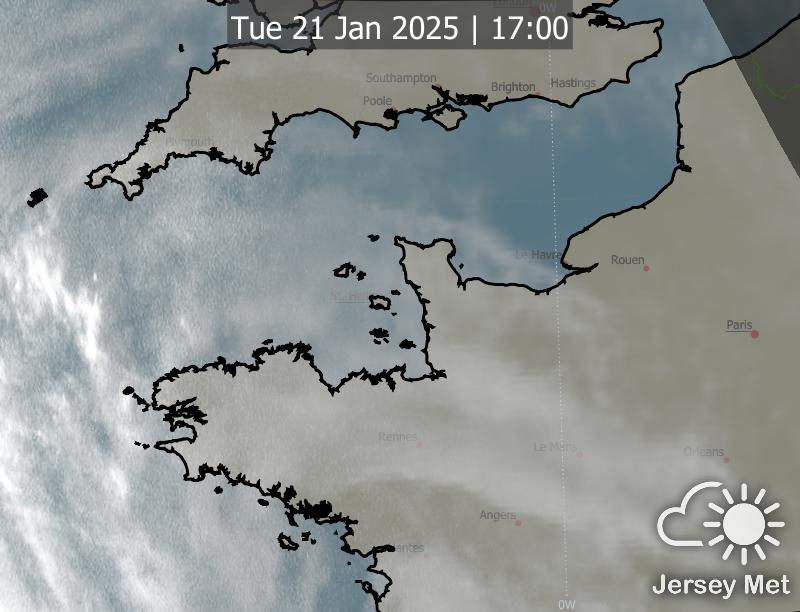 London
0W
Tue 21 Jan 2025 | 17:00
Southampton
Brighton
Hastings
Poole
Plymouth
Le Havre
Rouen
St. Helier
Paris
Rennes
Le Mans
Orleans
Angers
Nantes
Jersey Met
0W